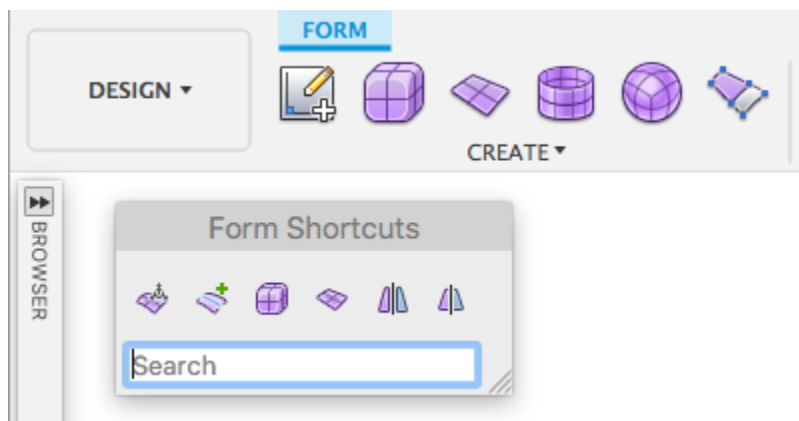 FORM
DESIGN
CREATE
BROWSER
Form Shortcuts
Search